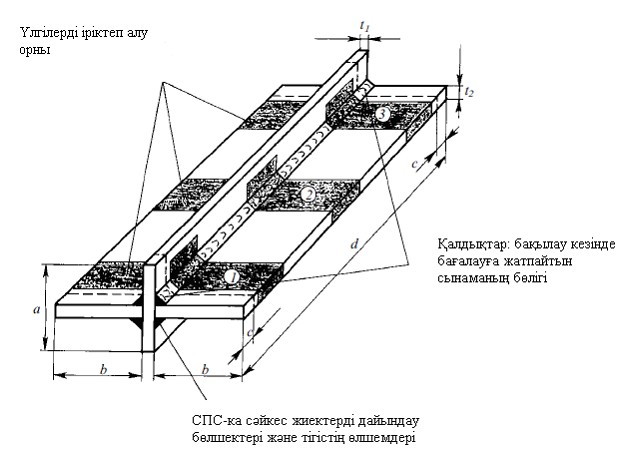 Үлгілерді іріктеп алу
орны
t1
t2
3
c
2
d
Қалдықтар: бақылау кезінде
бағалауға жатпайтын
сынаманың бөлігі
1
a
c
b
b
СПС-ка сәйкес жиектерді дайындау
бөлшектері және тігістің өлшемдері